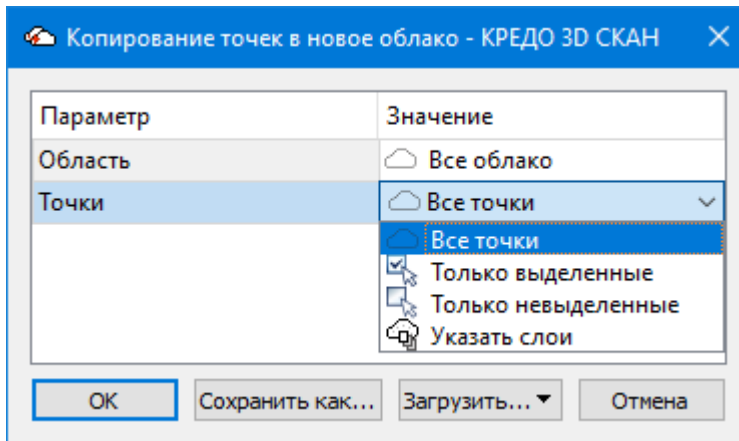 Копирование точек в новое облако - КРЕДО 3D СКАН
Параметр Значение
Область Все облако
Точки Все точки
Все точки
Только выделенные
Только невыделенные
Указать слои
ОК Сохранить как... Загрузить... Отмена